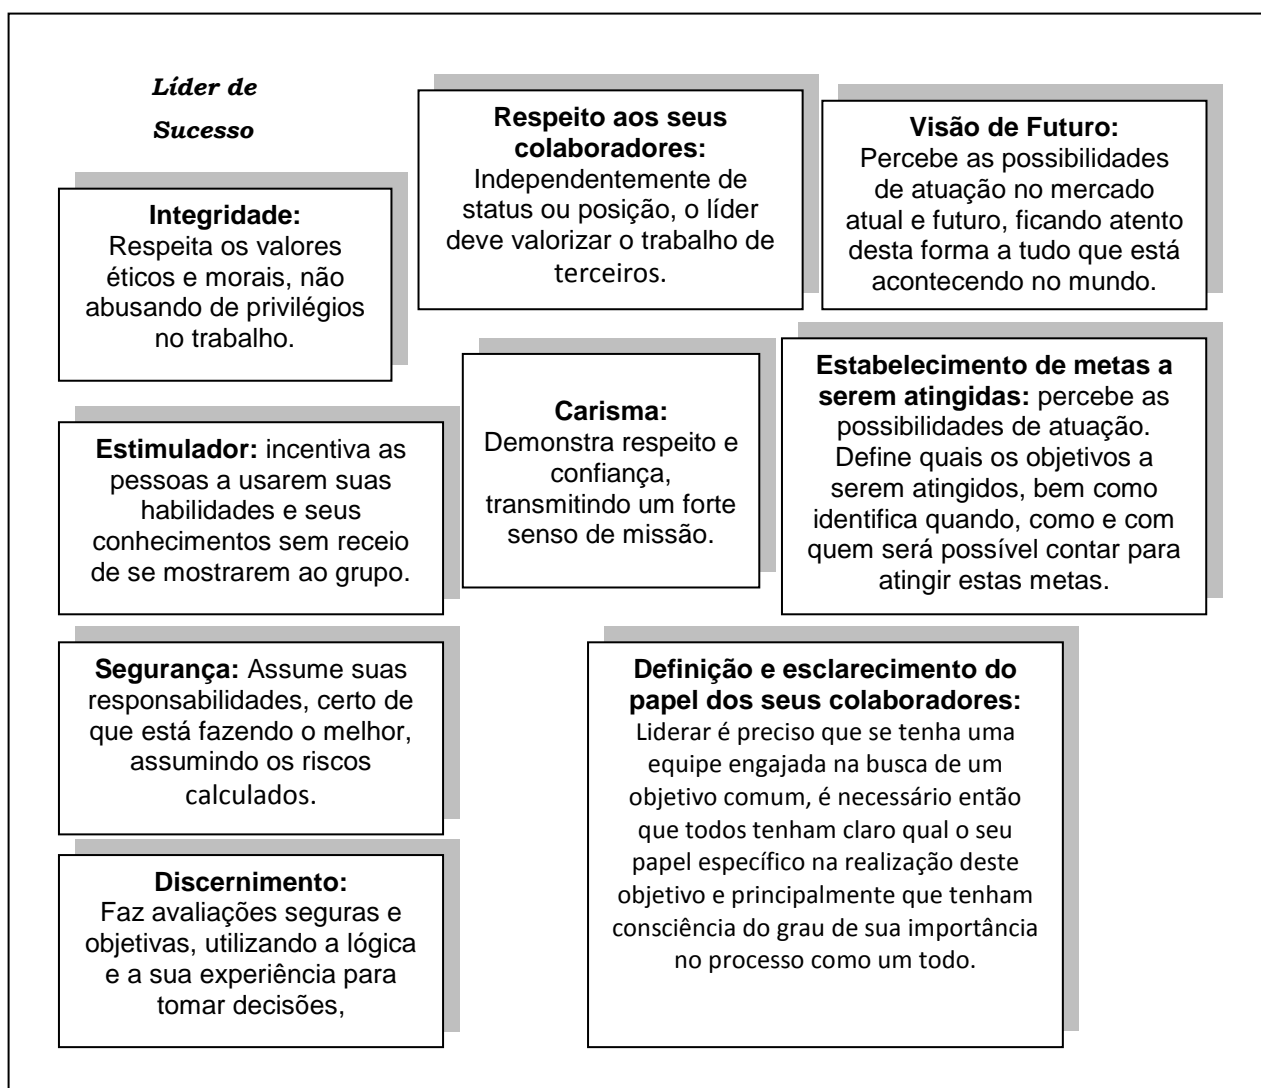 Líder de
Sucesso
Integridade:
Respeita os valores
éticos e morais, não
abusando de privilégios
no trabalho.
Respeito aos seus
colaboradores:
Independentemente de
status ou posição, o líder
deve valorizar o trabalho de
terceiros.
Visão de Futuro:
Percebe as possibilidades
de atuação no mercado
atual e futuro, ficando atento
desta forma a tudo que está
acontecendo no mundo.
Estimulador: incentiva as
pessoas a usarem suas
habilidades e seus
conhecimentos sem receio
de se mostrarem ao grupo.
Carisma:
Demonstra respeito e
confiança,
transmitindo um forte
senso de missão.
Estabelecimento de metas a
serem atingidas: percebe as
possibilidades de atuação.
Define quais os objetivos a
serem atingidos, bem como
identifica quando, como e com
quem será possível contar para
atingir estas metas.
Segurança: Assume suas
responsabilidades, certo de
que está fazendo o melhor,
assumindo os riscos
calculados.
Definição e esclarecimento do
papel dos seus colaboradores:
Liderar é preciso que se tenha uma
equipe engajada na busca de um
objetivo comum, é necessário então
que todos tenham claro qual o seu
papel específico na realização deste
objetivo e principalmente que tenham
consciência do grau de sua importância
no processo como um todo.
Discernimento:
Faz avaliações seguras e
objetivas, utilizando a lógica
e a sua experiência para
tomar decisões,